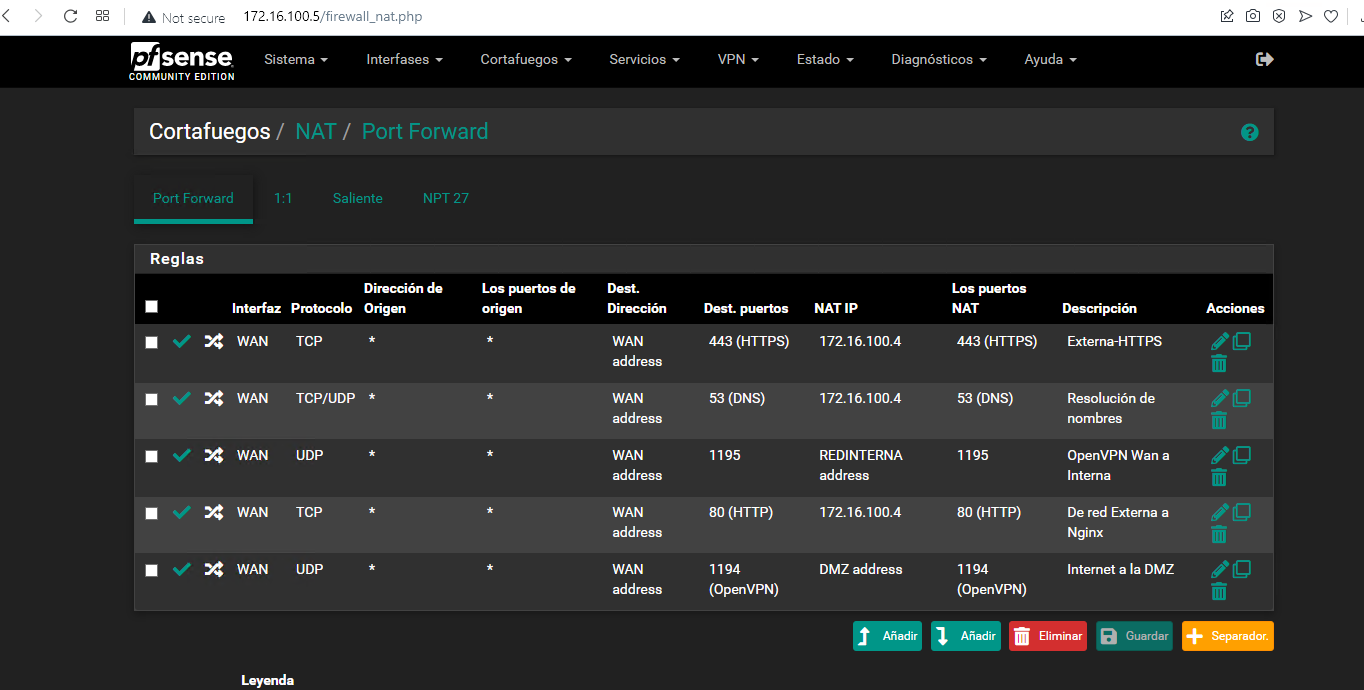 Not secure 172.16.100.5/firewall_nat.php
pfsense COMMUNITY EDITION
Sistema Interfases Cortafuegos Servicios VPN Estado Diagnósticos Ayuda
Cortafuegos / NAT / Port Forward
Port Forward 1:1 Saliente NPT 27
Reglas
Interfaz Protocolo Dirección de Origen Los puertos de origen Dest. Dirección Dest. puertos NAT IP Los puertos NAT Descripción Acciones
WAN TCP * * WAN address 443 (HTTPS) 172.16.100.4 443 (HTTPS) Externa-HTTPS
WAN TCP/UDP * * WAN address 53 (DNS) 172.16.100.4 53 (DNS) Resolución de nombres
WAN UDP * * WAN address 1195 REDINTERNA address 1195 OpenVPN Wan a Interna
WAN TCP * * WAN address 80 (HTTP) 172.16.100.4 80 (HTTP) De red Externa a Nginx
WAN UDP * * WAN address 1194 (OpenVPN) DMZ address 1194 (OpenVPN) Internet a la DMZ
Añadir Añadir Eliminar Guardar Separador.
Leyenda